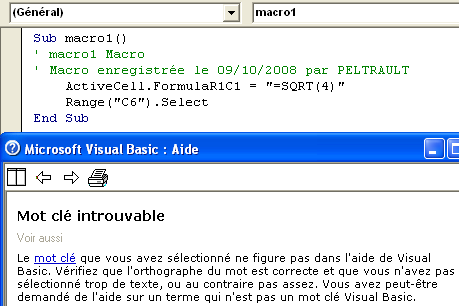 (Général)
macro1
Sub macro1()
' macro1 Macro
' Macro enregistrée le 09/10/2008 par PELTRAULT
ActiveCell.FormulaR1C1 = "=SQRT(4)"
Range("C6").Select
End Sub
Microsoft Visual Basic : Aide
Mot clé introuvable
Voir aussi
Le mot clé que vous avez sélectionné ne figure pas dans l'aide de Visual
Basic. Vérifiez que l'orthographe du mot est correcte et que vous n'avez pas
sélectionné trop de texte, ou au contraire pas assez. Vous avez peut-être
demandé de l'aide sur un terme qui n'est pas un mot clé Visual Basic.